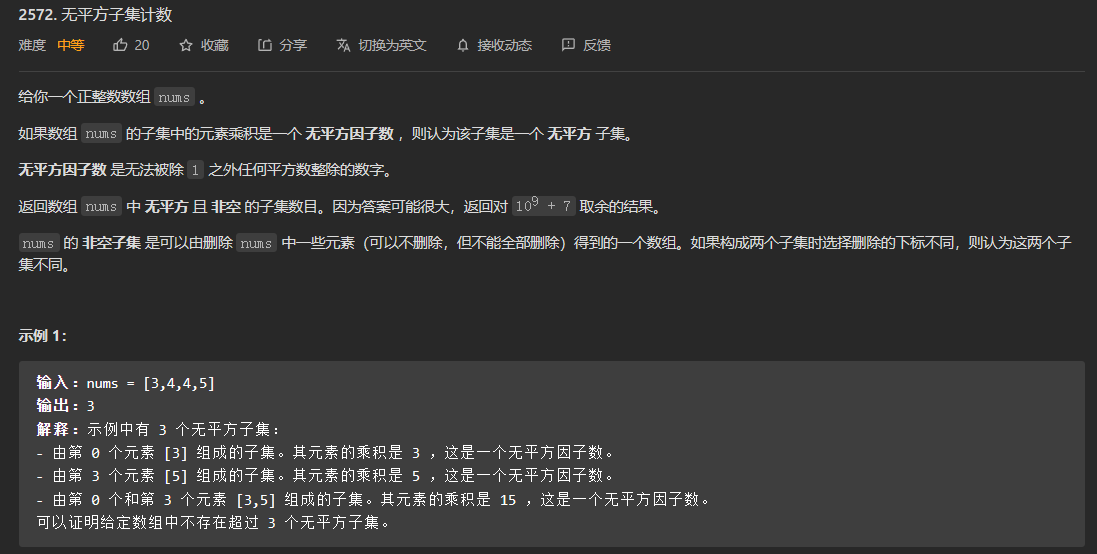 2572. 无平方子集计数
难度 中等 20 收藏 分享 切换为英文 接收动态 反馈
给你一个正整数数组 nums 。
如果数组 nums 的子集中的元素乘积是一个 无平方因子数 ，则认为该子集是一个 无平方 子集。
无平方因子数 是无法被除 1 之外任何平方数整除的数字。
返回数组 nums 中 无平方 且 非空 的子集数目。因为答案可能很大，返回对 10^9 + 7 取余的结果。
nums 的 非空子集 是可以由删除 nums 中一些元素（可以不删除，但不能全部删除）得到的一个数组。如果构成两个子集时选择删除的下标不同，则认为这两个子
集不同。
示例 1：
输入：nums = [3,4,4,5]
输出：3
解释：示例中有 3 个无平方子集：
- 由第 0 个元素 [3] 组成的子集。其元素的乘积是 3 ，这是一个无平方因子数。
- 由第 3 个元素 [5] 组成的子集。其元素的乘积是 5 ，这是一个无平方因子数。
- 由第 0 个和第 3 个元素 [3,5] 组成的子集。其元素的乘积是 15 ，这是一个无平方因子数。
可以证明给定数组中不存在超过 3 个无平方子集。